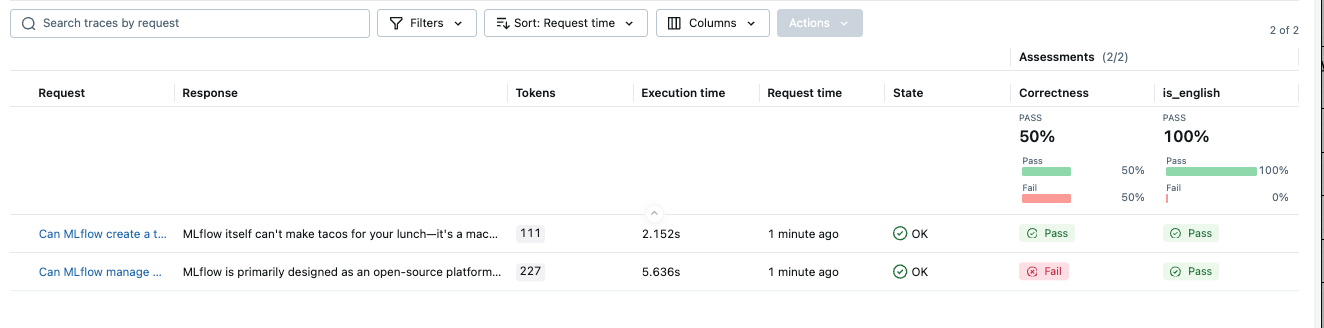 Search traces by request Filters Sort: Request time Columns Actions
2 of 2
Assessments (2/2)
Request Response Tokens Execution time Request time State Correctness is_english
PASS PASS
50% 100%
Pass 50% Pass 100%
Fail 50% Fail 0%
Can MLflow create a t... MLflow itself can't make tacos for your lunch—it's a mac... 111 2.152s 1 minute ago OK Pass Pass
Can MLflow manage ... MLflow is primarily designed as an open-source platform... 227 5.636s 1 minute ago OK Fail Pass